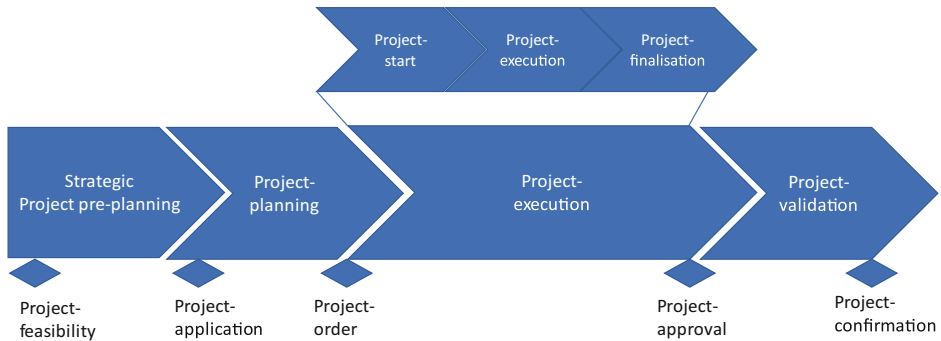 Project-
start
Project-
execution
Project-
finalisation
Strategic
Project pre-planning
Project-
planning
Project-
execution
Project-
validation
Project-
feasibility
Project-
application
Project-
order
Project-
approval
Project-
confirmation